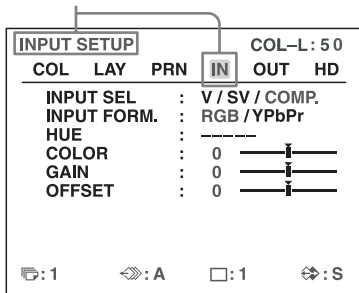 INPUT SETUP COL–L:50
COL LAY PRN IN OUT HD
INPUT SEL : V / SV / COMP.
INPUT FORM. : RGB / YPbPr
HUE : –––––
COLOR : 0
GAIN : 0
OFFSET : 0
:1 :A :1 :S